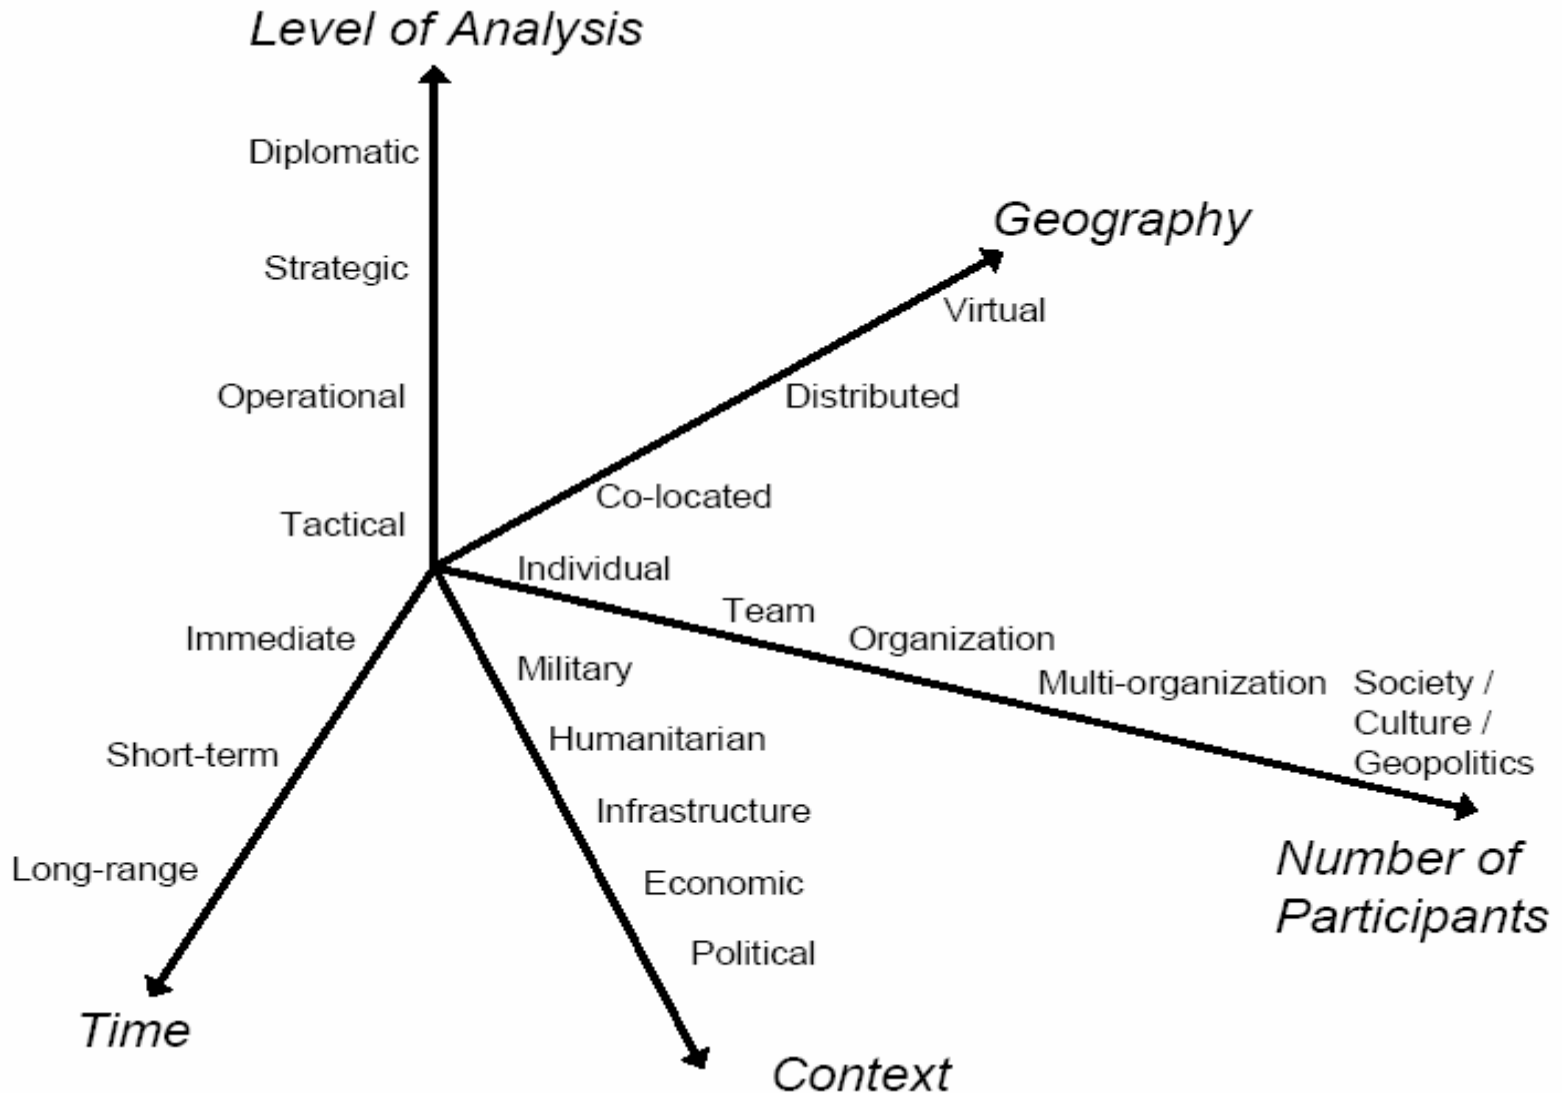 Level of Analysis
Diplomatic
Strategic
Operational
Tactical
Geography
Virtual
Distributed
Co-located
Individual
Team
Organization
Multi-organization
Society /
Culture /
Geopolitics
Number of
Participants
Immediate
Short-term
Long-range
Time
Military
Humanitarian
Infrastructure
Economic
Political
Context